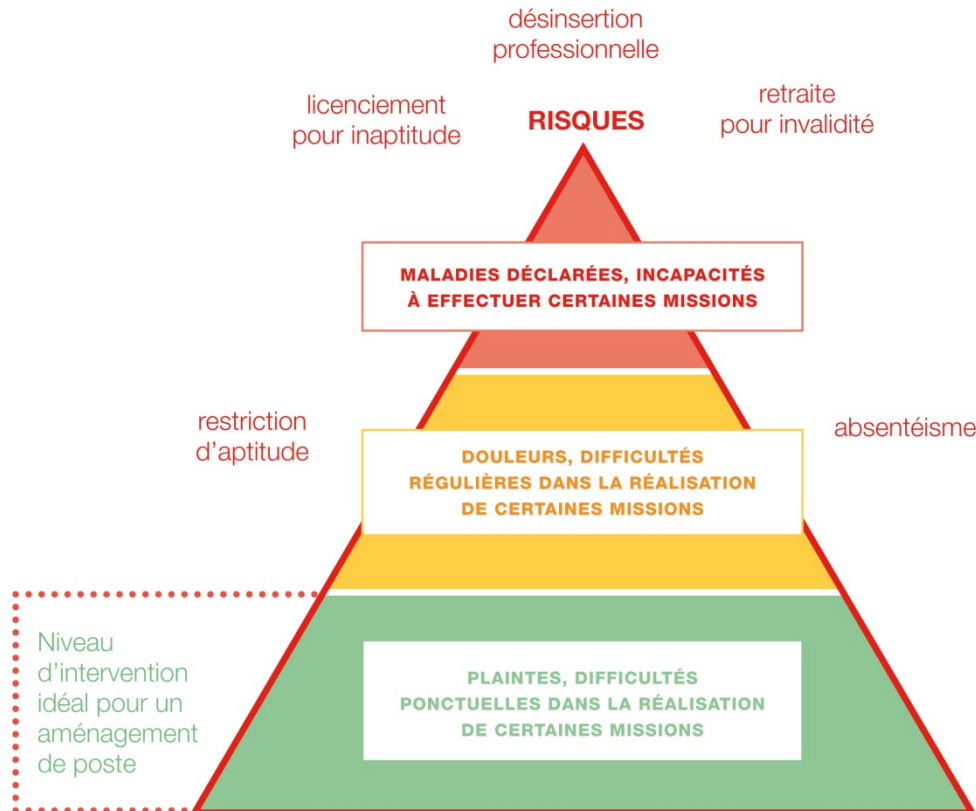 désinsertion
professionnelle
licenciement
pour inaptitude
RISQUES
retraite
pour invalidité
MALADIES DÉCLARÉES, INCAPACITÉS
À EFFECTUER CERTAINES MISSIONS
restriction
d’aptitude
absentéisme
DOULEURS, DIFFICULTÉS
RÉGULIÈRES DANS LA RÉALISATION
DE CERTAINES MISSIONS
Niveau
d’intervention
idéal pour un
aménagement
de poste
PLAINTES, DIFFICULTÉS
PONCTUELLES DANS LA RÉALISATION
DE CERTAINES MISSIONS